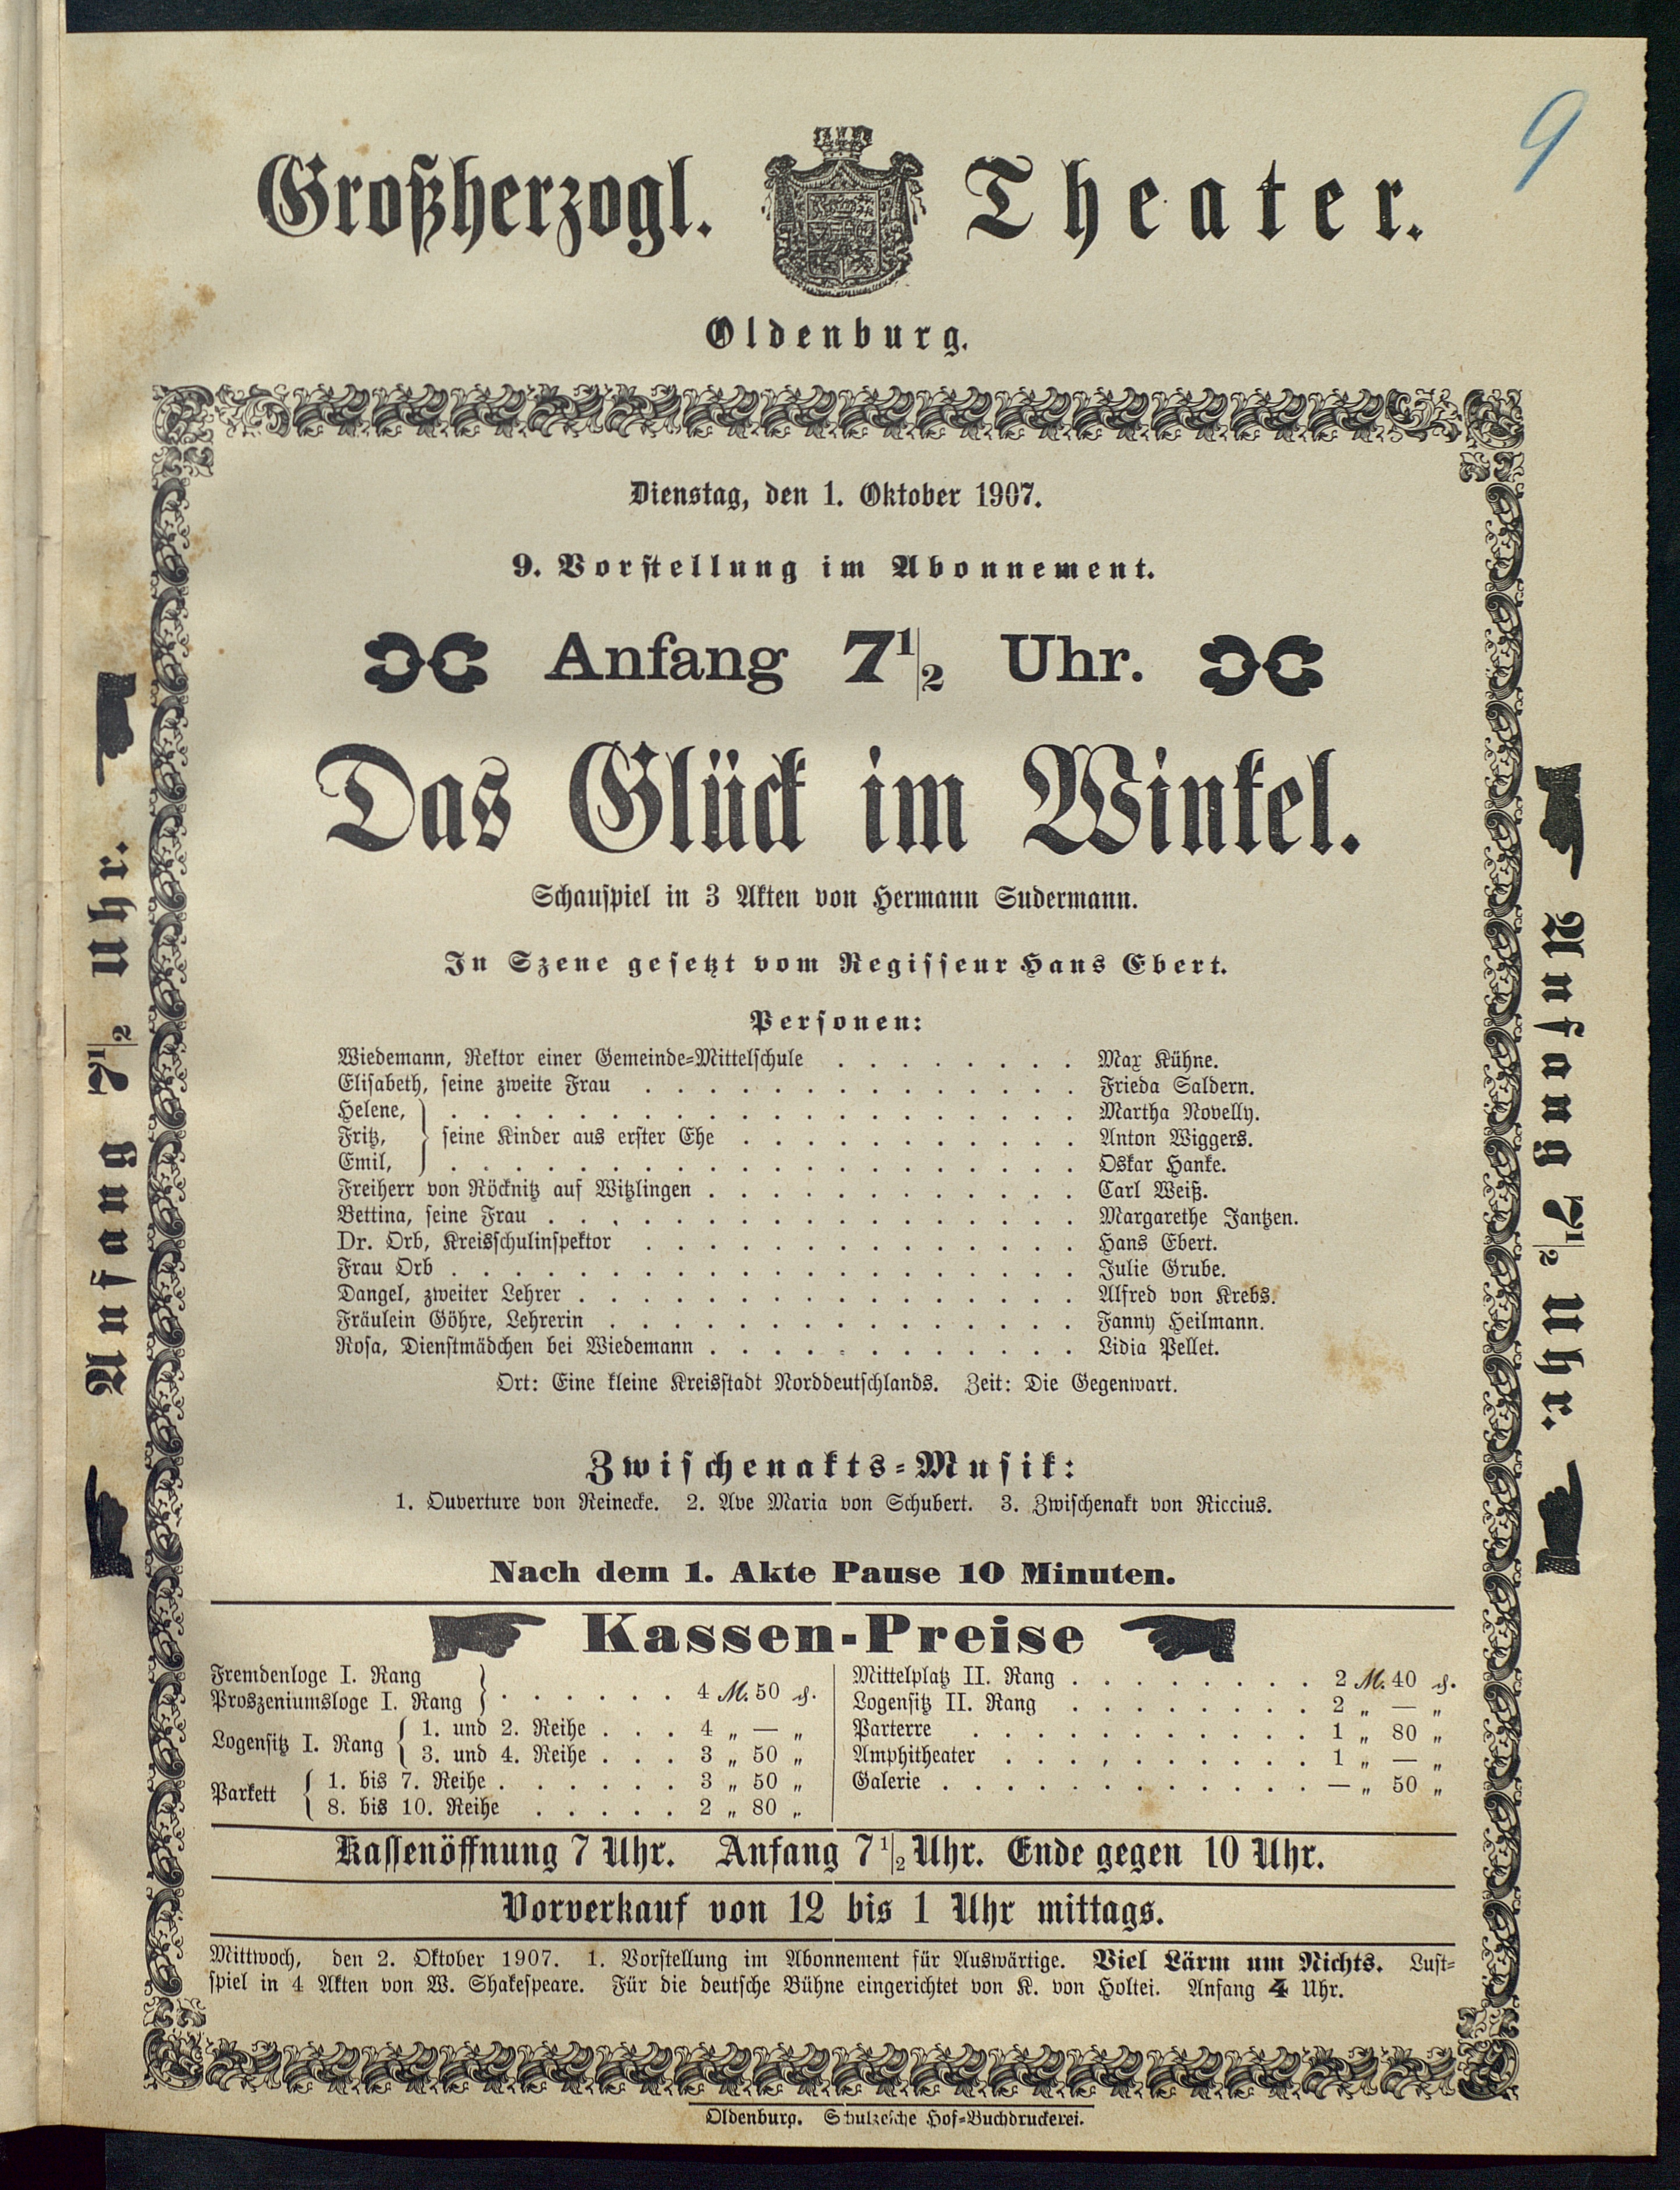 9
Großherzogl. Theater.
Oldenburg.
Dienstag, den 1. Oktober 1907.
9. Vorstellung im Abonnement.
Anfang 7 1/2 Uhr.
Das Glück im Winkel.
Schauspiel in 3 Akten von Hermann Sudermann.
In Szene gesetzt vom Regisseur Hans Ebert.
Personen:
Wiedemann, Rektor einer Gemeinde-Mittelschule . . . . . . . . Max Kühne.
Elisabeth, seine zweite Frau . . . . . . . . . . . . . . Frieda Saldern.
Helene, } . . . . . . . . . . . . . . . . . . . . Martha Novelly.
Fritz, } seine Kinder aus erster Ehe . . . . . . . . . . . Anton Wiggers.
Emil, } . . . . . . . . . . . . . . . . . . . . Oskar Hanke.
Freiherr von Röcknitz auf Witzlingen . . . . . . . . . . . . Carl Weiß.
Bettina, seine Frau . . . . . . . . . . . . . . . . . Margarethe Jantzen.
Dr. Orb, Kreisschulinspektor . . . . . . . . . . . . . . Hans Ebert.
Frau Orb . . . . . . . . . . . . . . . . . . . . Julie Grube.
Dangel, zweiter Lehrer . . . . . . . . . . . . . . . . Alfred von Krebs.
Fräulein Göhre, Lehrerin . . . . . . . . . . . . . . . Fanny Heilmann.
Rosa, Dienstmädchen bei Wiedemann . . . . . . . . . . . . Lidia Pellet.
Ort: Eine kleine Kreisstadt Norddeutschlands. Zeit: Die Gegenwart.
Zwischenakts-Musik:
1. Ouverture von Reinecke. 2. Ave Maria von Schubert. 3. Zwischenakt von Riccius.
Nach dem 1. Akte Pause 10 Minuten.
Kassen-Preise
Fremdenloge I. Rang }
Proszeniumsloge I. Rang } . . . . . . 4 M. 50 ₰.
Logensitz I. Rang { 1. und 2. Reihe . . . 4 „ — „
3. und 4. Reihe . . . 3 „ 50 „
Parkett { 1. bis 7. Reihe . . . . . . 3 „ 50 „
8. bis 10. Reihe . . . . . 2 „ 80 „
Mittelplatz II. Rang . . . . . . . . 2 M. 40 ₰.
Logensitz II. Rang . . . . . . . . 2 „ — „
Parterre . . . . . . . . . . . 1 „ 80 „
Amphitheater . . . . . . . . . . 1 „ — „
Galerie . . . . . . . . . . . . — „ 50 „
Kassenöffnung 7 Uhr. Anfang 7 1/2 Uhr. Ende gegen 10 Uhr.
Vorverkauf von 12 bis 1 Uhr mittags.
Mittwoch, den 2. Oktober 1907. 1. Vorstellung im Abonnement für Auswärtige. Viel Lärm um Nichts. Lust-
spiel in 4 Akten von W. Shakespeare. Für die deutsche Bühne eingerichtet von K. von Holtei. Anfang 4 Uhr.
Oldenburg. Schulzesche Hof-Buchdruckerei.
Anfang 7 1/2 Uhr.
Anfang 7 1/2 Uhr.